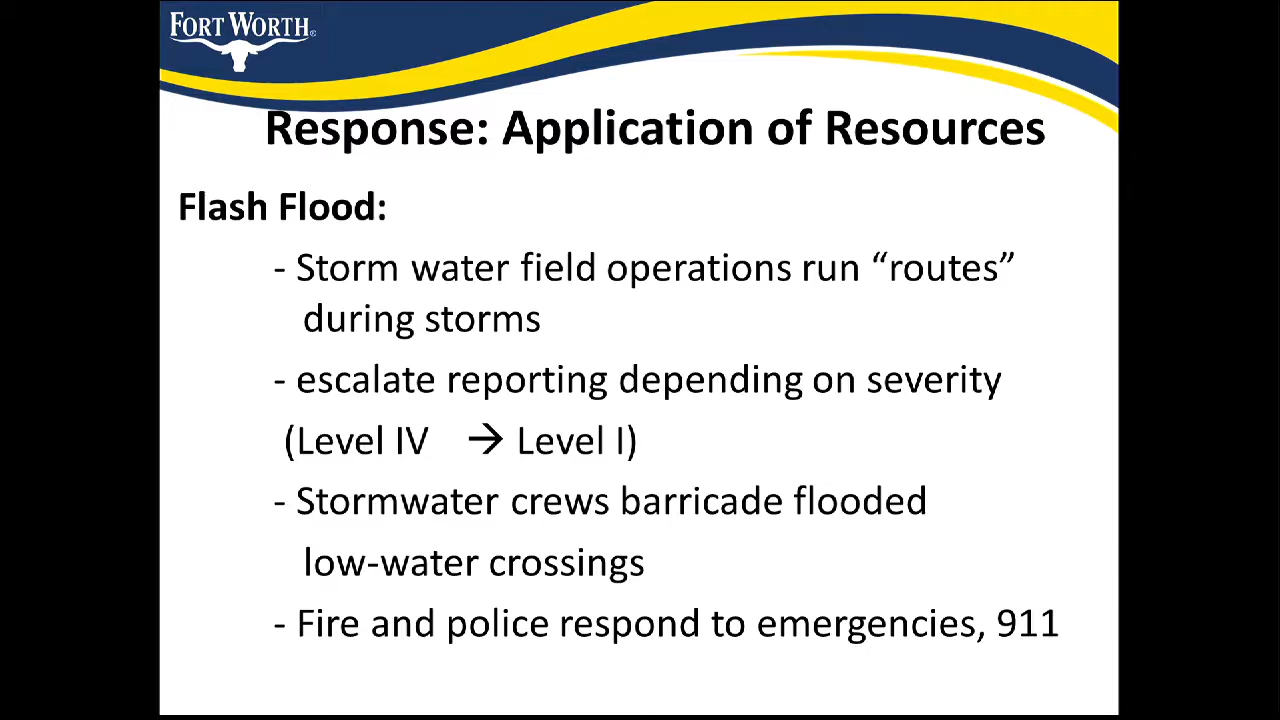 FORT WORTH®
Response: Application of Resources
Flash Flood:
- Storm water field operations run “routes”
during storms
- escalate reporting depending on severity
(Level IV → Level I)
- Stormwater crews barricade flooded
low-water crossings
- Fire and police respond to emergencies, 911